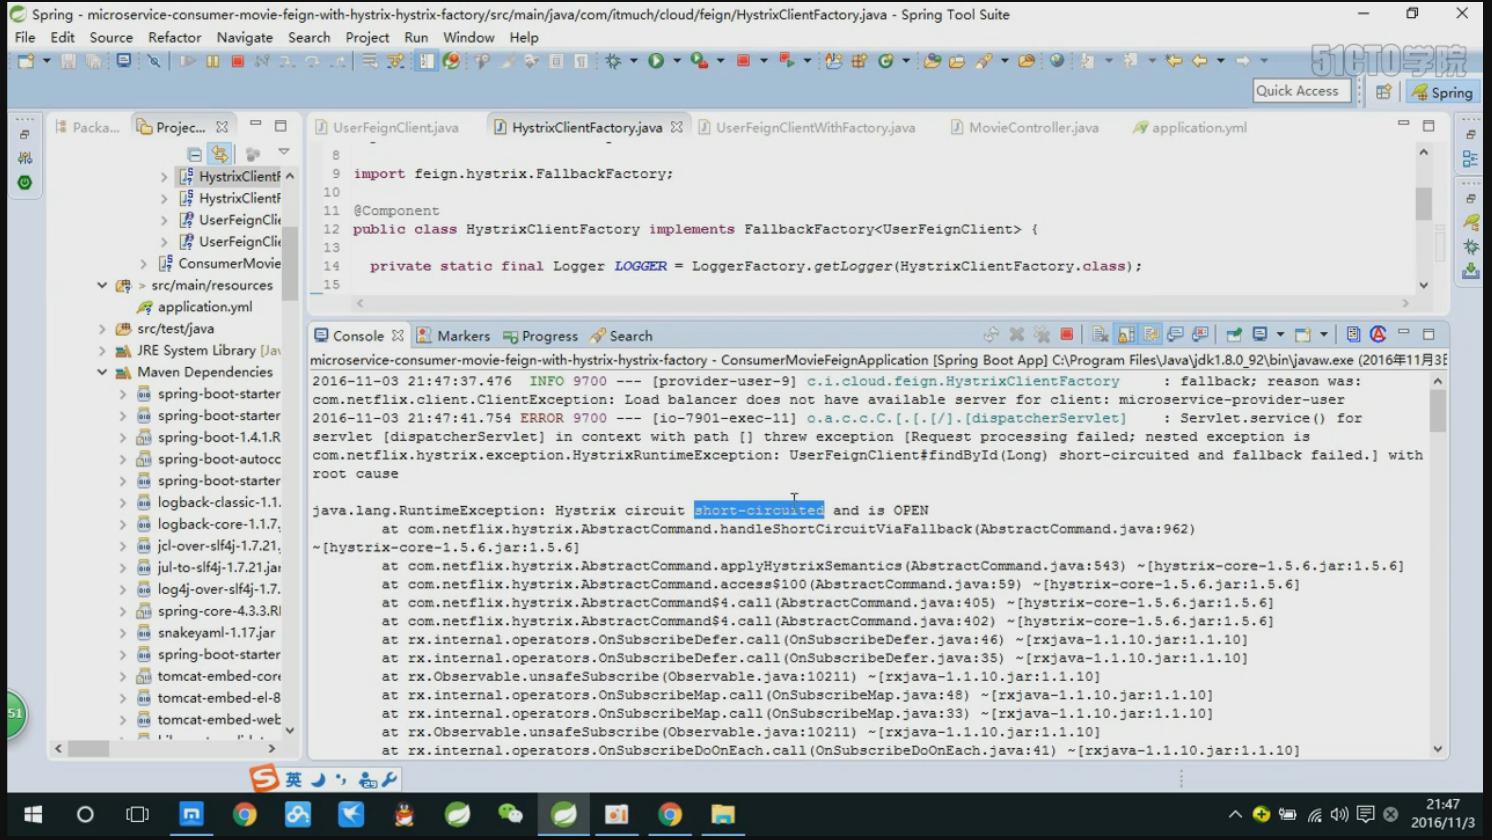 Spring - microservice-consumer-movie-feign-with-hystrix-hystrix-factory/src/main/java/com/itmuch/cloud/feign/HystrixClientFactory.java - Spring Tool Suite
File Edit Source Refactor Navigate Search Project Run Window Help
51CTO学院
Quick Access
Spring
Packa...
Projec...
UserFeignClient.java
HystrixClientFactory.java
UserFeignClientWithFactory.java
MovieController.java
application.yml
HystrixClientF
HystrixClientF
UserFeignClie
UserFeignClie
ConsumerMovie
> src/main/resources
application.yml
src/test/java
JRE System Library [Jav
Maven Dependencies
spring-boot-starter
spring-boot-starter
spring-boot-1.4.1.R
spring-boot-autocc
spring-boot-starter
logback-classic-1.1.
logback-core-1.1.7.
jcl-over-slf4j-1.7.21.
jul-to-slf4j-1.7.21.jar
log4j-over-slf4j-1.7.
spring-core-4.3.3.RI
snakeyaml-1.17.jar
spring-boot-starter
tomcat-embed-core
tomcat-embed-el-8
tomcat-embed-web
8
9 import feign.hystrix.FallbackFactory;
10
11 @Component
12 public class HystrixClientFactory implements FallbackFactory<UserFeignClient> {
13
14 private static final Logger LOGGER = LoggerFactory.getLogger(HystrixClientFactory.class);
15
Console Markers Progress Search
microservice-consumer-movie-feign-with-hystrix-hystrix-factory - ConsumerMovieFeignApplication [Spring Boot App] C:\Program Files\Java\jdk1.8.0_92\bin\javaw.exe (2016年11月3日
2016-11-03 21:47:37.476 INFO 9700 --- [provider-user-9] c.i.cloud.feign.HystrixClientFactory : fallback; reason was:
com.netflix.client.ClientException: Load balancer does not have available server for client: microservice-provider-user
2016-11-03 21:47:41.754 ERROR 9700 --- [io-7901-exec-11] o.a.c.c.C.[.[.[/].[dispatcherServlet] : Servlet.service() for
servlet [dispatcherServlet] in context with path [] threw exception [Request processing failed; nested exception is
com.netflix.hystrix.exception.HystrixRuntimeException: UserFeignClient#findById(Long) short-circuited and fallback failed.] with
root cause
java.lang.RuntimeException: Hystrix circuit short-circuited and is OPEN
at com.netflix.hystrix.AbstractCommand.handleShortCircuitViaFallback(AbstractCommand.java:962)
~[hystrix-core-1.5.6.jar:1.5.6]
at com.netflix.hystrix.AbstractCommand.applyHystrixSemantics(AbstractCommand.java:543) ~[hystrix-core-1.5.6.jar:1.5.6]
at com.netflix.hystrix.AbstractCommand.access$100(AbstractCommand.java:59) ~[hystrix-core-1.5.6.jar:1.5.6]
at com.netflix.hystrix.AbstractCommand$4.call(AbstractCommand.java:405) ~[hystrix-core-1.5.6.jar:1.5.6]
at com.netflix.hystrix.AbstractCommand$4.call(AbstractCommand.java:402) ~[hystrix-core-1.5.6.jar:1.5.6]
at rx.internal.operators.OnSubscribeDefer.call(OnSubscribeDefer.java:46) ~[rxjava-1.1.10.jar:1.1.10]
at rx.internal.operators.OnSubscribeDefer.call(OnSubscribeDefer.java:35) ~[rxjava-1.1.10.jar:1.1.10]
at rx.Observable.unsafeSubscribe(Observable.java:10211) ~[rxjava-1.1.10.jar:1.1.10]
at rx.internal.operators.OnSubscribeMap.call(OnSubscribeMap.java:48) ~[rxjava-1.1.10.jar:1.1.10]
at rx.internal.operators.OnSubscribeMap.call(OnSubscribeMap.java:33) ~[rxjava-1.1.10.jar:1.1.10]
at rx.Observable.unsafeSubscribe(Observable.java:10211) ~[rxjava-1.1.10.jar:1.1.10]
at rx.internal.operators.OnSubscribeDoOnEach.call(OnSubscribeDoOnEach.java:41) ~[rxjava-1.1.10.jar:1.1.10]
51
英
21:47
2016/11/3